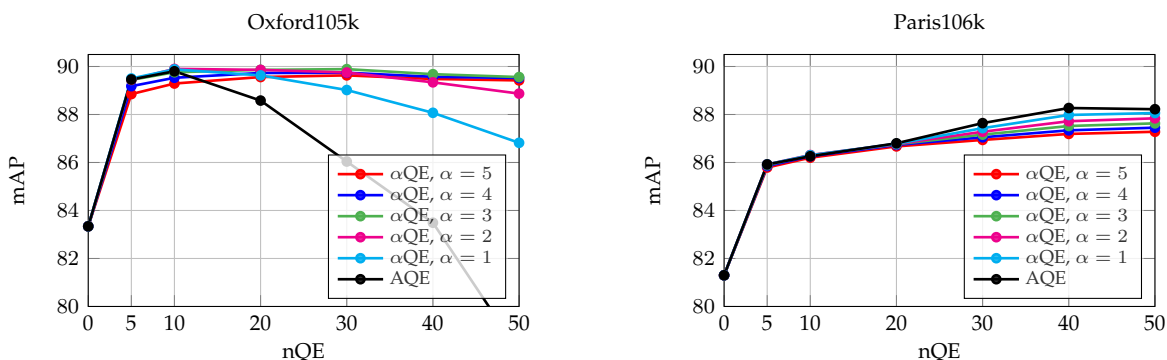 Oxford105k
mAP
90
88
86
84
82
80
0 5 10 20 30 40 50
nQE
αQE, α = 5
αQE, α = 4
αQE, α = 3
αQE, α = 2
αQE, α = 1
AQE
Paris106k
mAP
90
88
86
84
82
80
0 5 10 20 30 40 50
nQE
αQE, α = 5
αQE, α = 4
αQE, α = 3
αQE, α = 2
αQE, α = 1
AQE